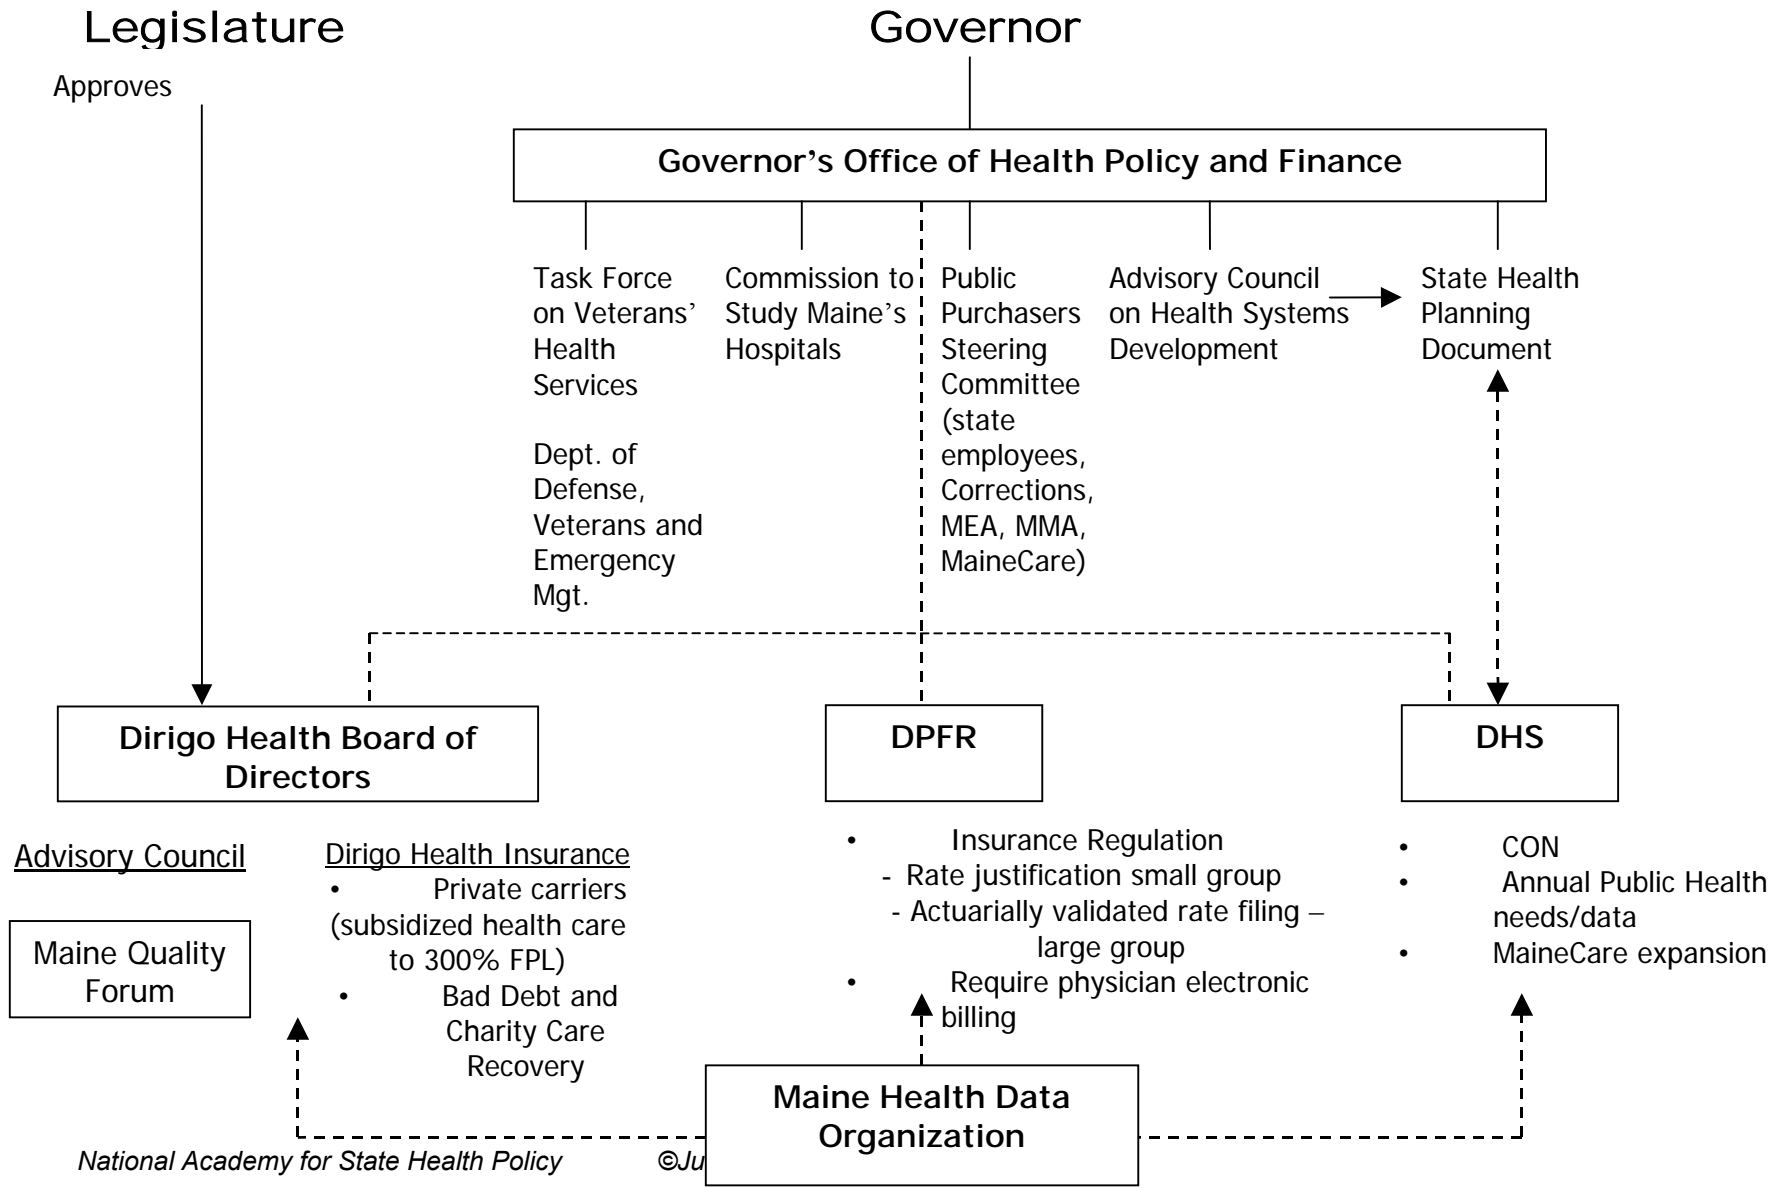 Legislature
Governor
Approves
Governor’s Office of Health Policy and Finance
Task Force
on Veterans’
Health
Services
Dept. of
Defense,
Veterans and
Emergency
Mgt.
Commission to
Study Maine’s
Hospitals
Public
Purchasers
Steering
Committee
(state
employees,
Corrections,
MEA, MMA,
MaineCare)
Advisory Council
on Health Systems
Development
State Health
Planning
Document
Dirigo Health Board of
Directors
DPFR
DHS
Advisory Council
Maine Quality
Forum
Dirigo Health Insurance
• Private carriers
(subsidized health care
to 300% FPL)
• Bad Debt and
Charity Care
Recovery
• Insurance Regulation
- Rate justification small group
- Actuarially validated rate filing –
large group
• Require physician electronic
billing
• CON
• Annual Public Health
needs/data
• MaineCare expansion
Maine Health Data
Organization
National Academy for State Health Policy ©Ju